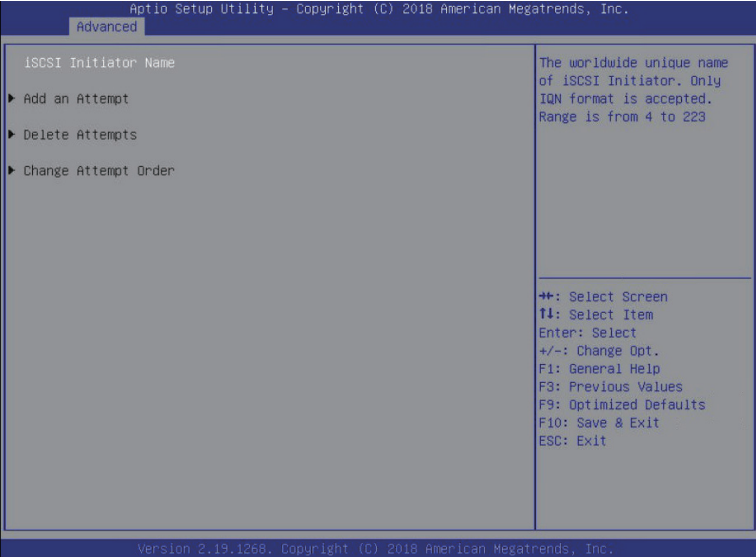 Aptio Setup Utility – Copyright (C) 2018 American Megatrends, Inc.
Advanced
iSCSI Initiator Name
▶ Add an Attempt
▶ Delete Attempts
▶ Change Attempt Order
The worldwide unique name
of iSCSI Initiator. Only
IQN format is accepted.
Range is from 4 to 223
→←: Select Screen
↑↓: Select Item
Enter: Select
+/-: Change Opt.
F1: General Help
F3: Previous Values
F9: Optimized Defaults
F10: Save & Exit
ESC: Exit
Version 2.19.1268. Copyright (C) 2018 American Megatrends, Inc.